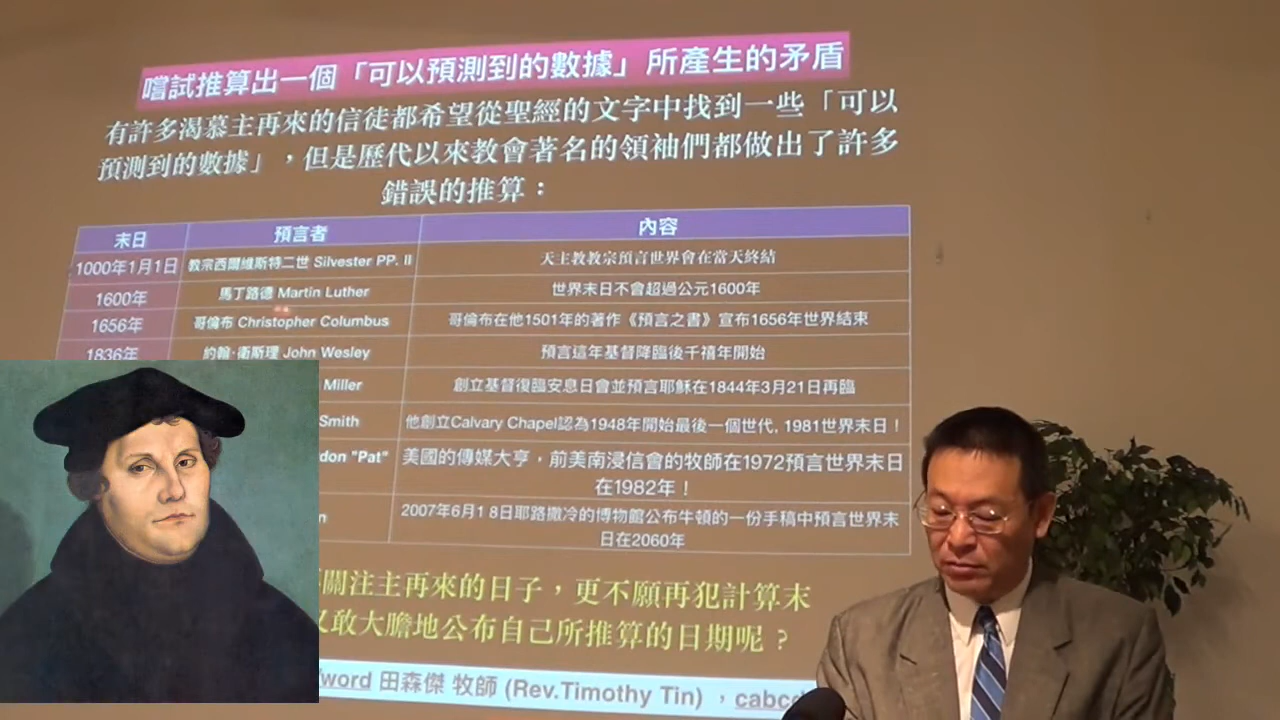 嚐試推算出一個「可以預測到的數據」所產生的矛盾
有許多渴慕主再來的信徒都希望從聖經的文字中找到一些「可以
預測到的數據」，但是歷代以來教會著名的領袖們都做出了許多
錯誤的推算：
末日 預言者 內容
1000年1月1日 教宗西爾維斯特二世 Silvester PP. II 天主教教宗預言世界會在當天終結
1600年 馬丁路德 Martin Luther 世界末日不會超過公元1600年
1656年 哥倫布 Christopher Columbus 哥倫布在他1501年的著作《預言之書》宣布1656年世界結束
1836年 約翰·衛斯理 John Wesley 預言這年基督降臨後千禧年開始
Miller 創立基督復臨安息日會並預言耶穌在1844年3月21日再臨
Smith 他創立Calvary Chapel認為1948年開始最後一個世代, 1981世界末日！
don "Pat" 美國的傳媒大亨，前美南浸信會的牧師在1972預言世界末日
在1982年！
n 2007年6月18日耶路撒冷的博物館公布牛頓的一份手稿中預言世界末
日在2060年
關注主再來的日子，更不願再犯計算末
又敢大膽地公布自己所推算的日期呢？
word 田森傑 牧師 (Rev.Timothy Tin) ，cabcd